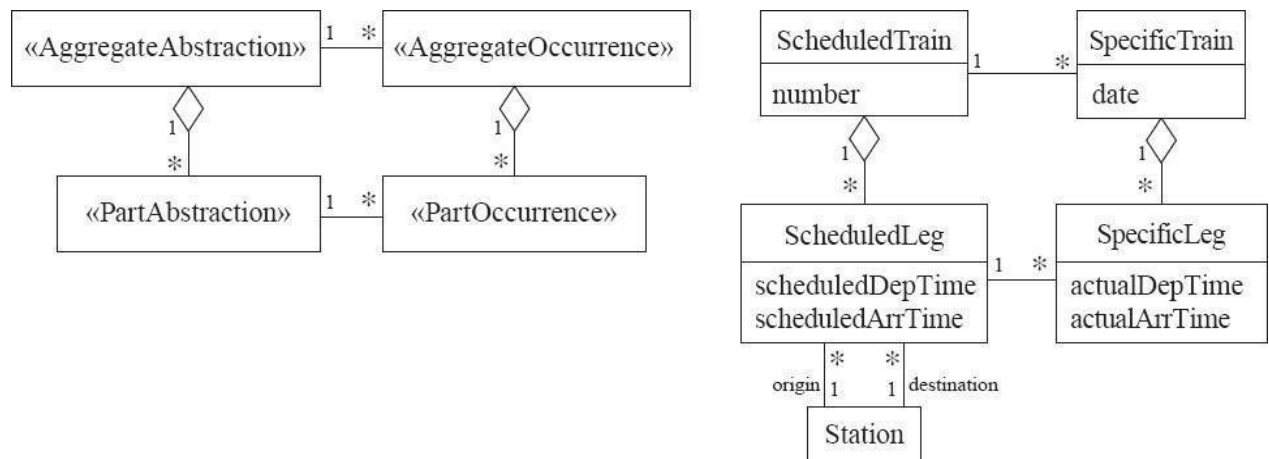 «AggregateAbstraction»
1
*
«AggregateOccurrence»
1
*
1
*
«PartAbstraction»
1
*
«PartOccurrence»
ScheduledTrain
number
1
*
SpecificTrain
date
1
*
1
*
ScheduledLeg
scheduledDepTime
scheduledArrTime
1
*
SpecificLeg
actualDepTime
actualArrTime
*
*
origin
1
1
destination
Station